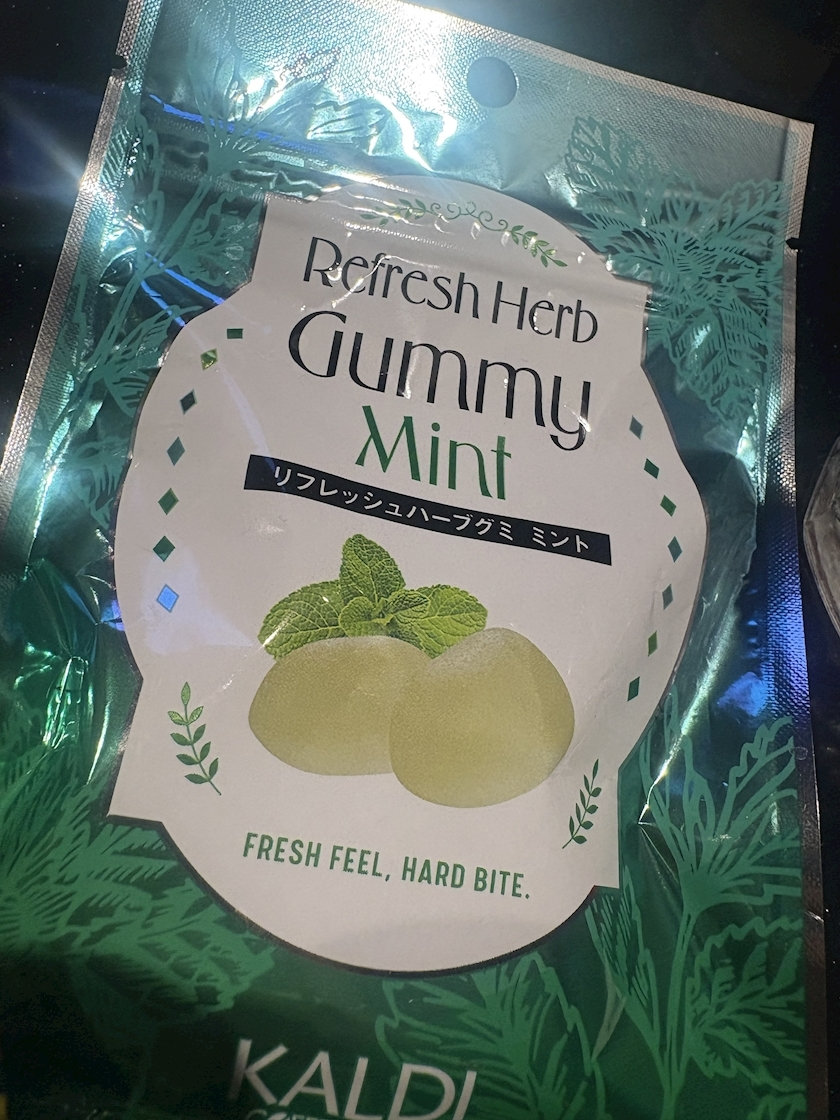 Refresh Herb
Gummy
Mint
リフレッシュハーブグミ ミント
FRESH FEEL, HARD BITE.
KALDI